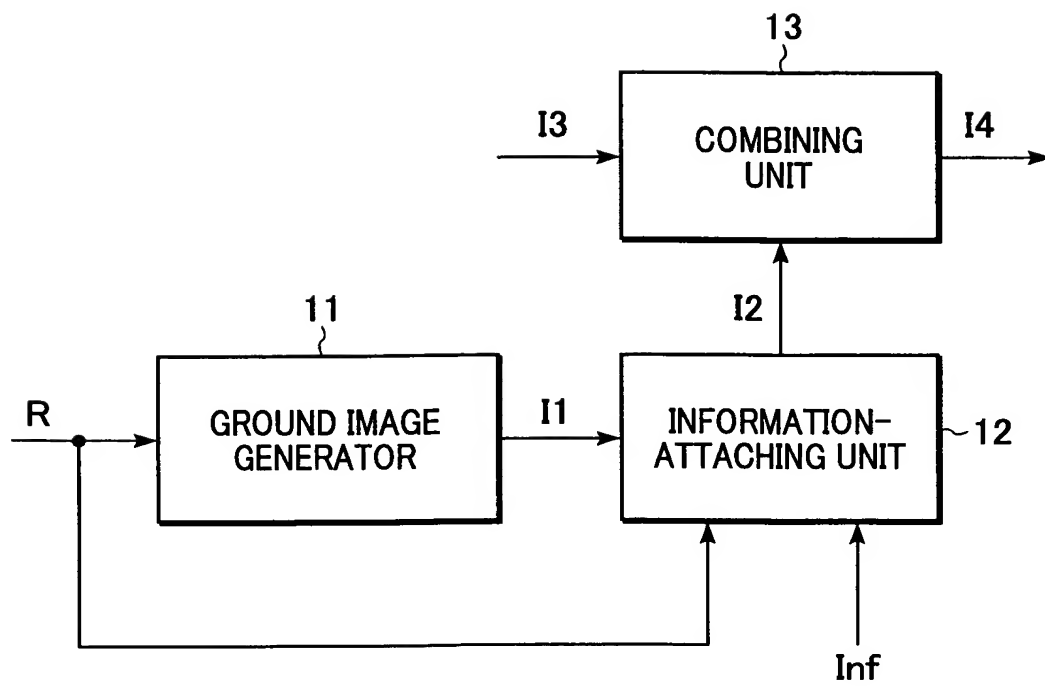 13
I3
COMBINING
UNIT
I4
I2
11
R
GROUND IMAGE
GENERATOR
I1
INFORMATION-
ATTACHING UNIT
12
Inf